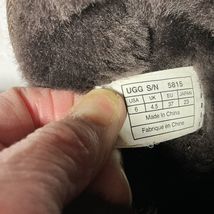 UGG S/N 5815
USA UK EU JAPAN
6 4.5 37 23
Made in China
Fabriqué en Chine